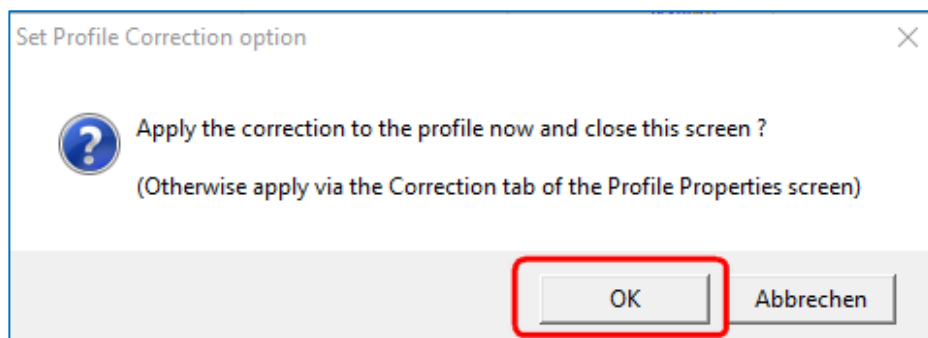 Set Profile Correction option
Apply the correction to the profile now and close this screen ?
(Otherwise apply via the Correction tab of the Profile Properties screen)
OK
Abbrechen